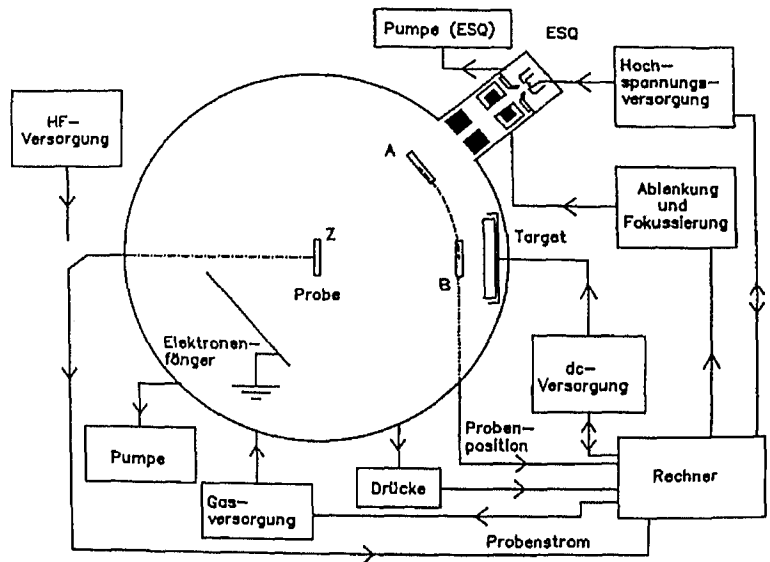 Pumpe (ESQ)
ESQ
Hoch-
spannungs-
versorgung
HF-
Versorgung
A
Ablenkung
und
Fokussierung
Z
Target
Probe
B
Elektronen-
fänger
dc-
Versorgung
Proben-
position
Pumpe
Gas-
versorgung
Drücke
Rechner
Probenstrom